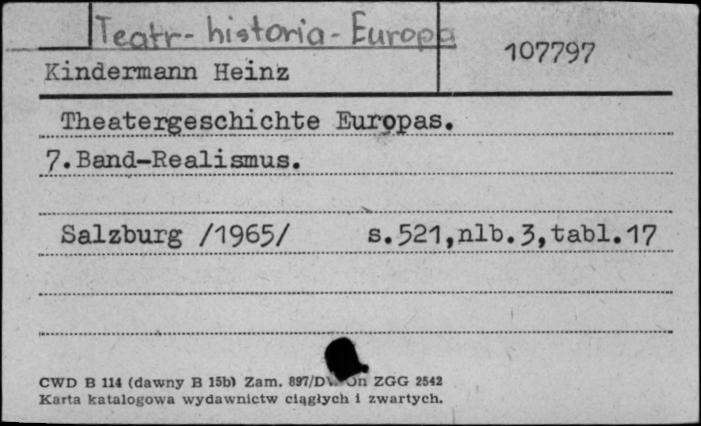 Teatr - historia - Europa
107797
Kindermann Heinz
Theatergeschichte Europas.
7. Band-Realismus.
Salzburg /1965/ s.521,nlb.3,tabl.17
CWD B 114 (dawny B 15b) Zam. 897/ ZGG 2542
Karta katalogowa wydawnictw ciągłych i zwartych.